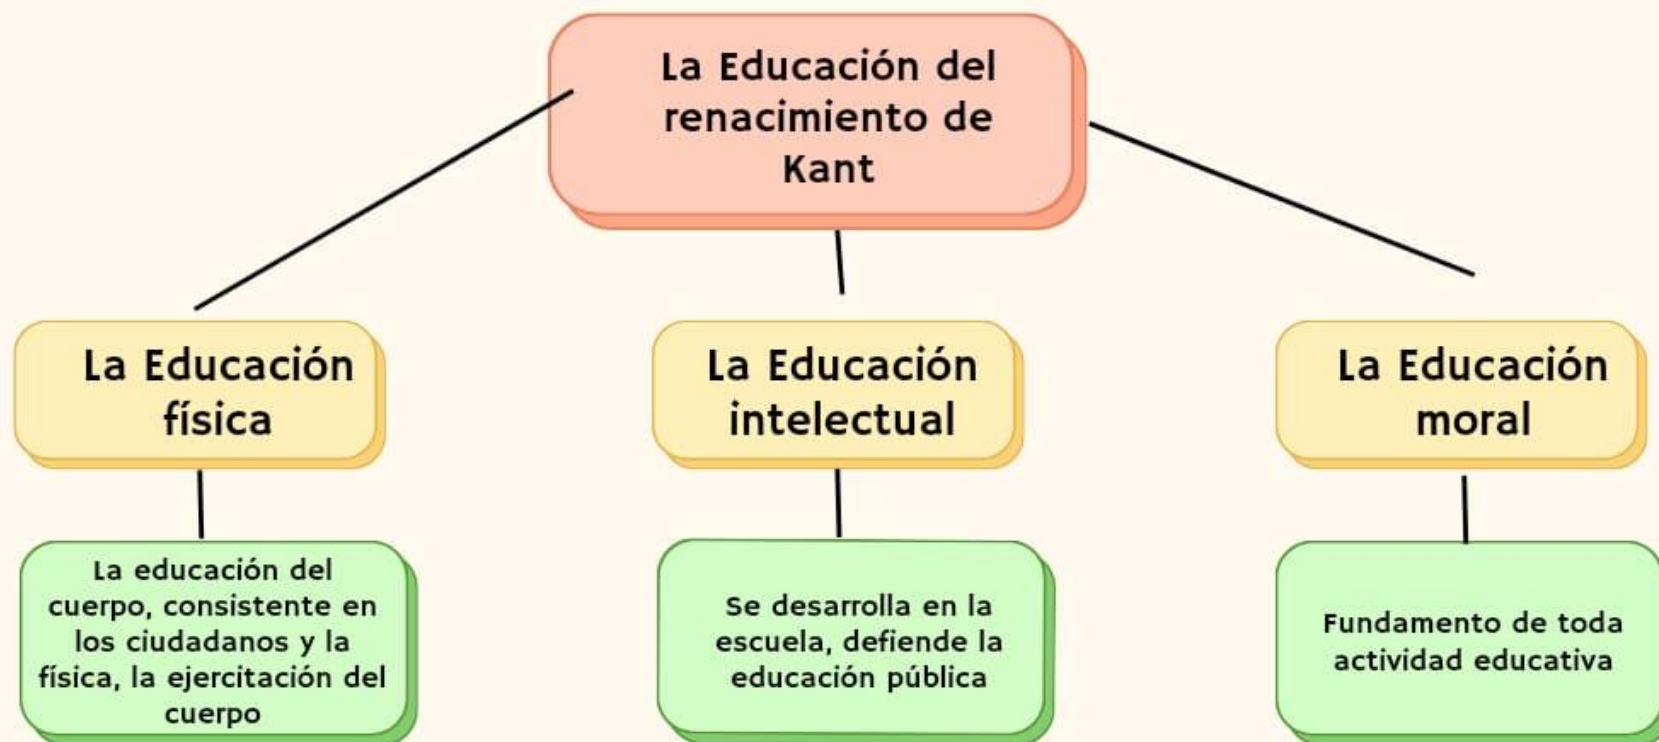 La Educación del
renacimiento de
Kant
La Educación
física
La Educación
intelectual
La Educación
moral
La educación del
cuerpo, consistente en
los ciudadanos y la
física, la ejercitación del
cuerpo
Se desarrolla en la
escuela, defiende la
educación pública
Fundamento de toda
actividad educativa